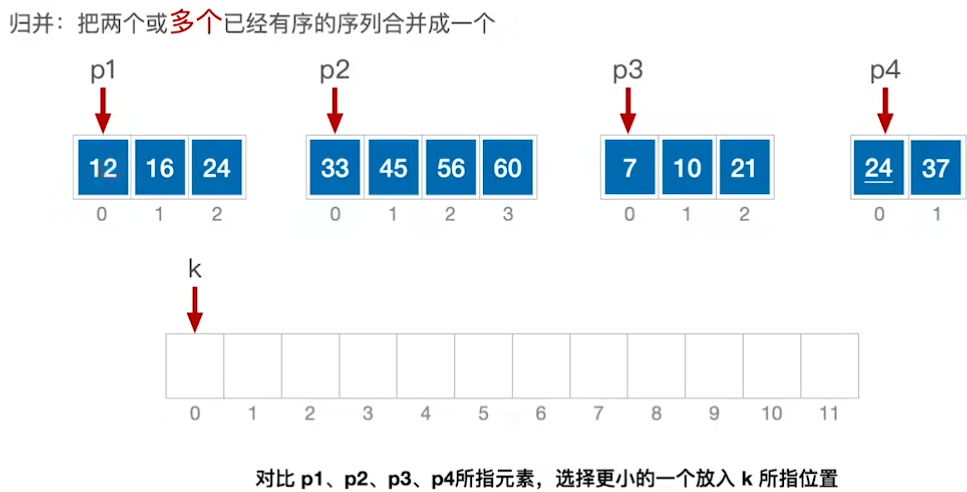 归并：把两个或多个已经有序的序列合并成一个
p1 p2 p3 p4
12 16 24 33 45 56 60 7 10 21 24 37
0 1 2 0 1 2 3 0 1 2 0 1
k
0 1 2 3 4 5 6 7 8 9 10 11
对比 p1、p2、p3、p4所指元素，选择更小的一个放入 k 所指位置